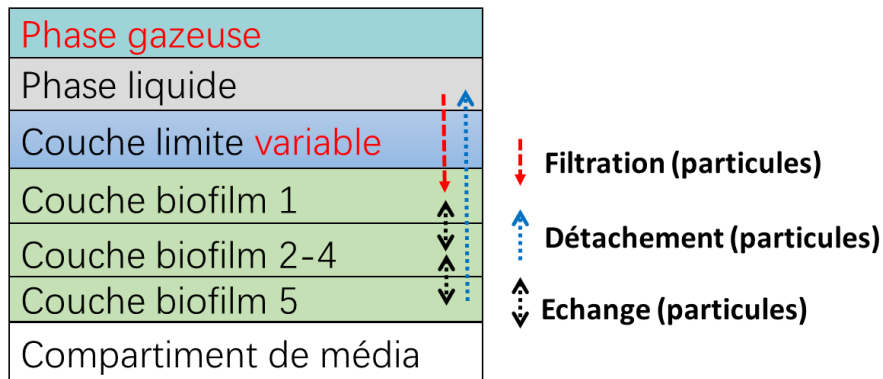 Phase gazeuse
Phase liquide
Couche limite variable
Couche biofilm 1
Couche biofilm 2-4
Couche biofilm 5
Compartiment de média
Filtration (particules)
Détachement (particules)
Echange (particules)